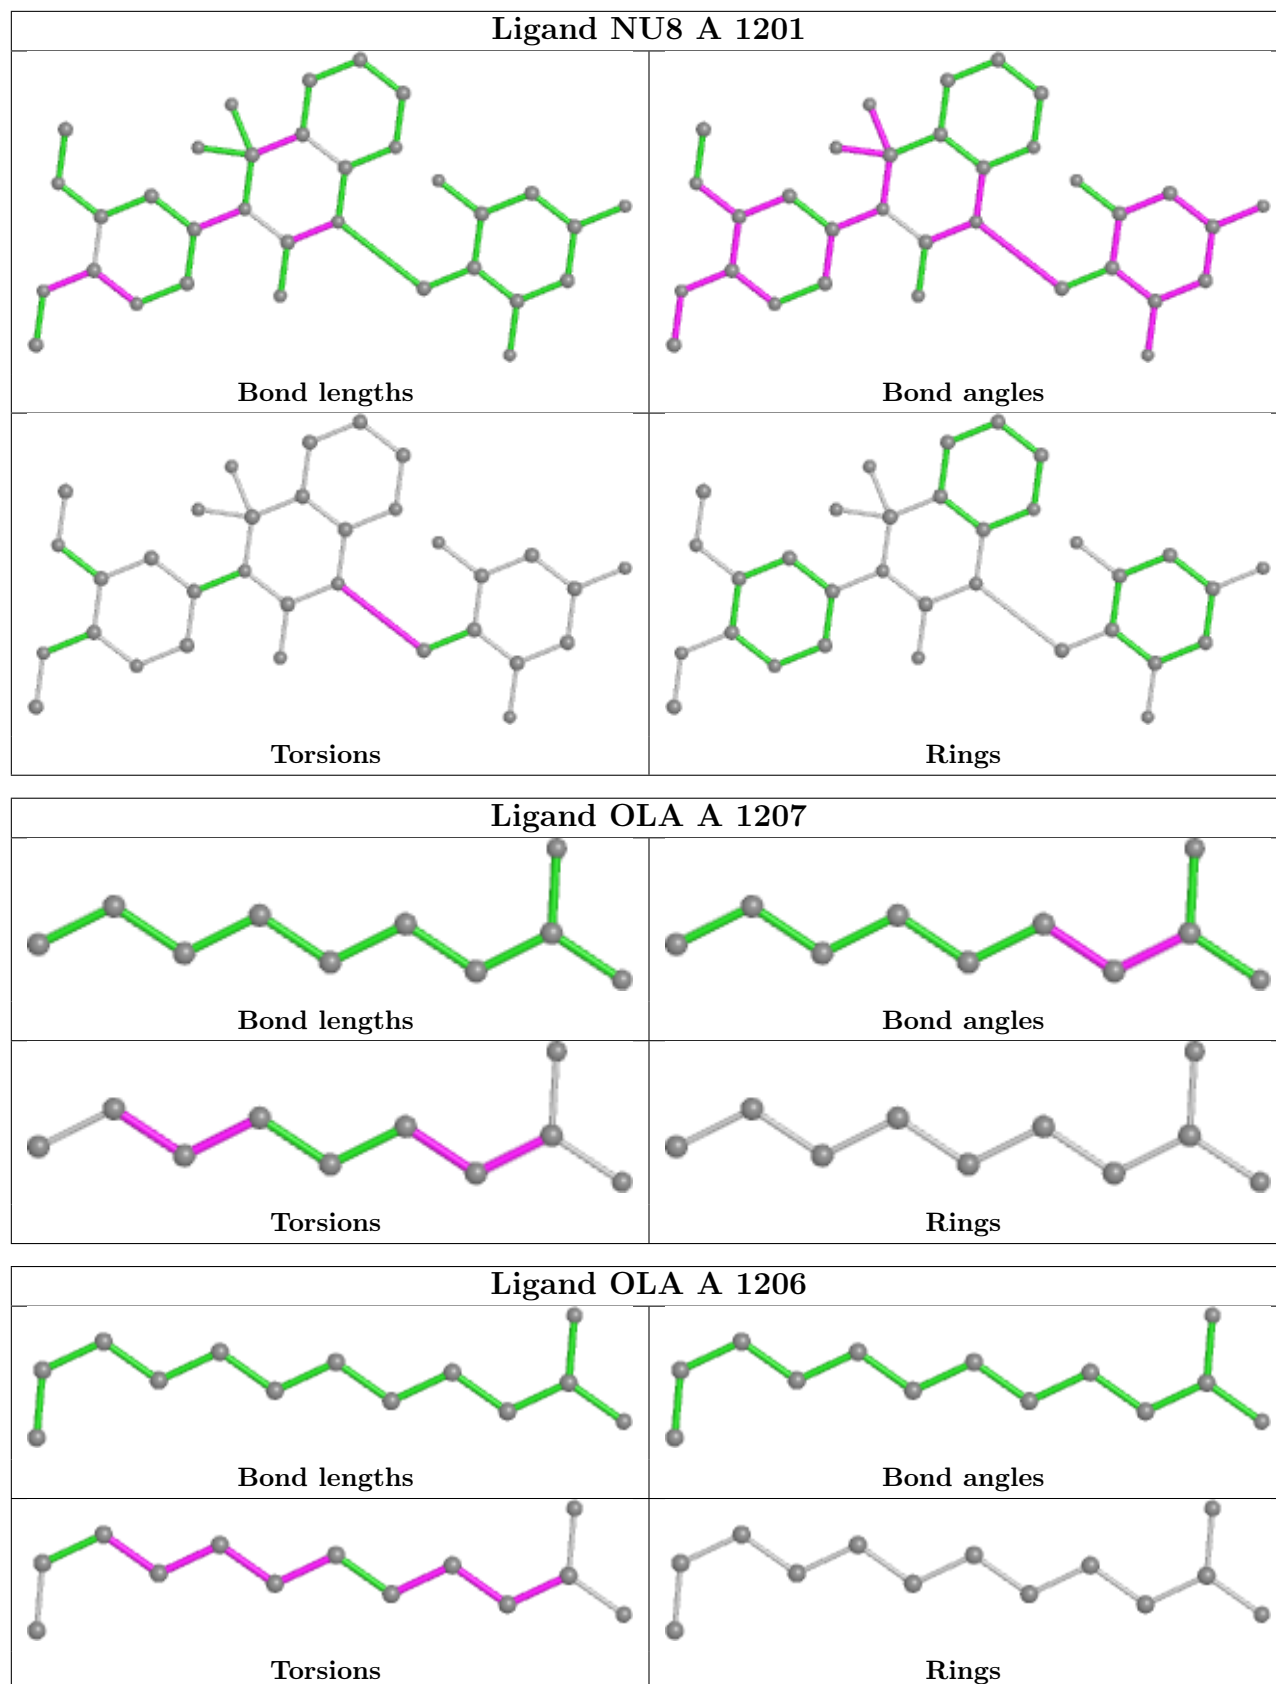 Ligand NU8 A 1201
Bond lengths
Bond angles
Torsions
Rings
Ligand OLA A 1207
Bond lengths
Bond angles
Torsions
Rings
Ligand OLA A 1206
Bond lengths
Bond angles
Torsions
Rings